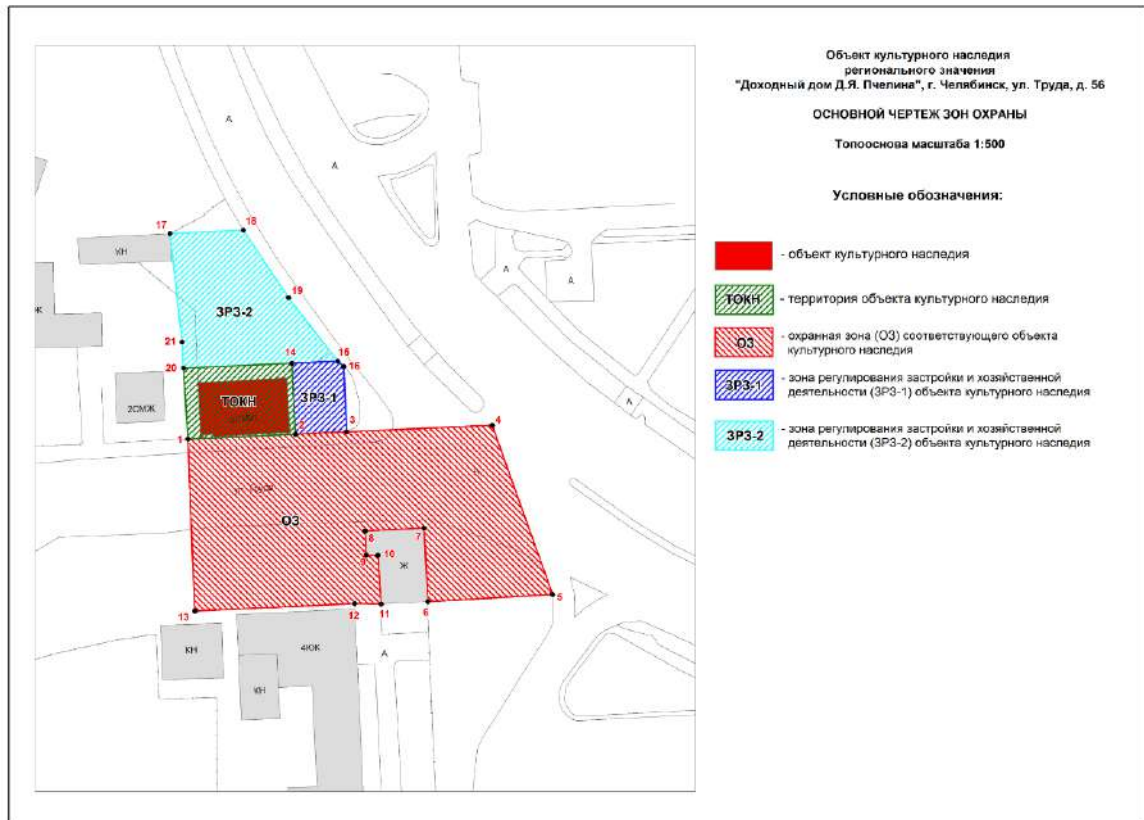 Объект культурного наследия
регионального значения
"Доходный дом Д.Я. Пчелина", г. Челябинск, ул. Труда, д. 56
ОСНОВНОЙ ЧЕРТЕЖ ЗОН ОХРАНЫ
Топооснова масштаба 1:500
Условные обозначения:
- объект культурного наследия
ТОКН - территория объекта культурного наследия
ОЗ - охранная зона (ОЗ) соответствующего объекта
культурного наследия
ЗРЗ-1 - зона регулирования застройки и хозяйственной
деятельности (ЗРЗ-1) объекта культурного наследия
ЗРЗ-2 - зона регулирования застройки и хозяйственной
деятельности (ЗРЗ-2) объекта культурного наследия
А
А
17
18
КН
А
А
19
Ж
ЗРЗ-2
21
14
16
16
20
2СМЖ
ТОКН
ЗРЗ-1
А
1
2
3
4
ул. Труда
ОЗ
8
7
9
10
Ж
5
13
12
11
6
КН
4КЖ
А
КН